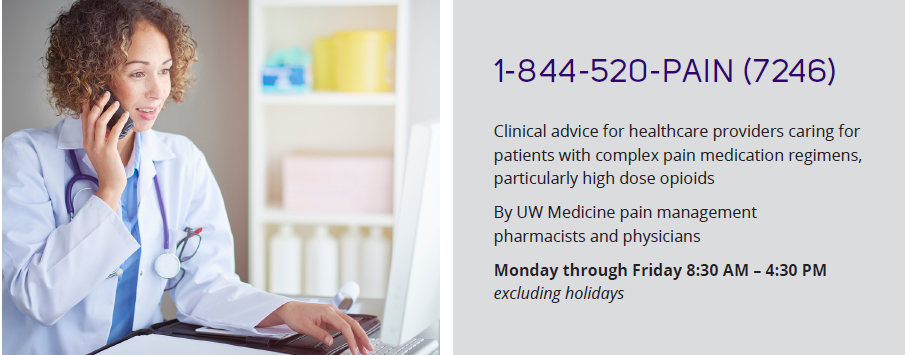 1-844-520-PAIN (7246)
Clinical advice for healthcare providers caring for
patients with complex pain medication regimens,
particularly high dose opioids
By UW Medicine pain management
pharmacists and physicians
Monday through Friday 8:30 AM – 4:30 PM
excluding holidays